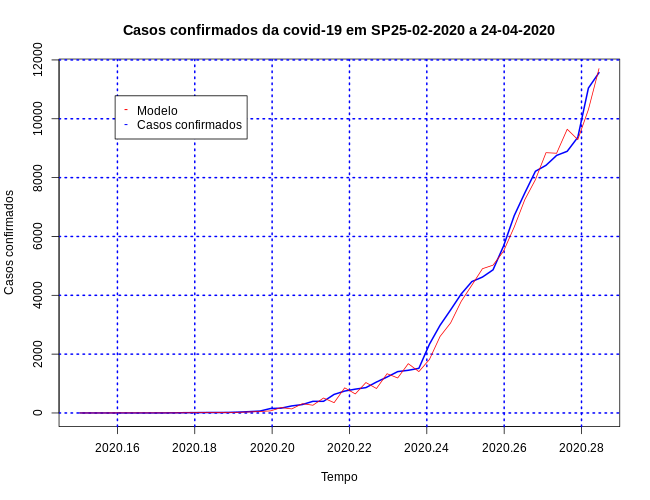 Casos confirmados da covid-19 em SP25-02-2020 a 24-04-2020
Casos confirmados
12000
10000
8000
6000
4000
2000
0
- Modelo
- Casos confirmados
2020.16 2020.18 2020.20 2020.22 2020.24 2020.26 2020.28
Tempo